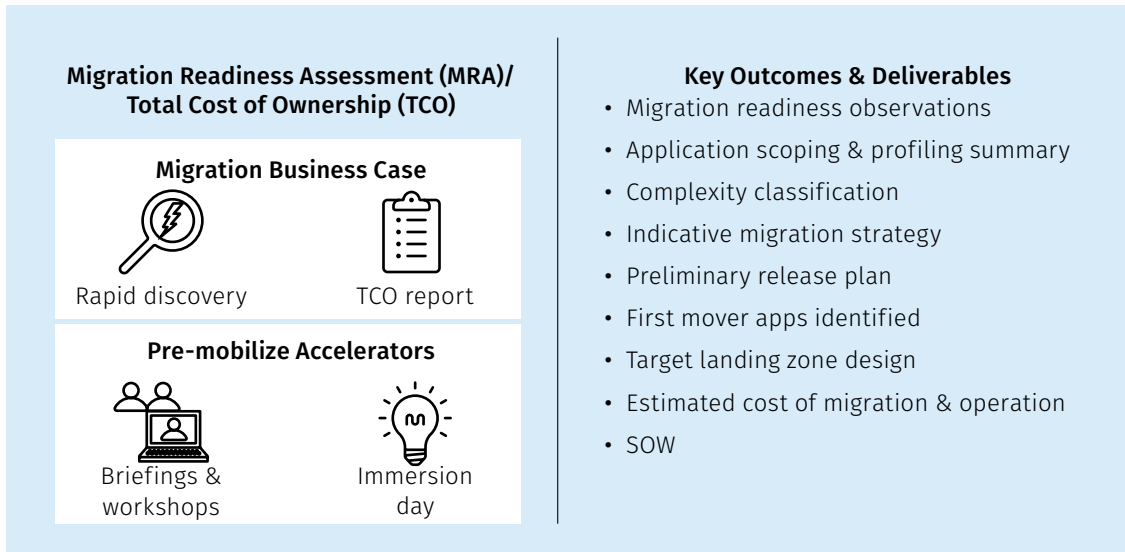 Migration Readiness Assessment (MRA)/
Total Cost of Ownership (TCO)
Migration Business Case
Rapid discovery
TCO report
Pre-mobilize Accelerators
Briefings &
workshops
Immersion
day
Key Outcomes & Deliverables
• Migration readiness observations
• Application scoping & profiling summary
• Complexity classification
• Indicative migration strategy
• Preliminary release plan
• First mover apps identified
• Target landing zone design
• Estimated cost of migration & operation
• SOW